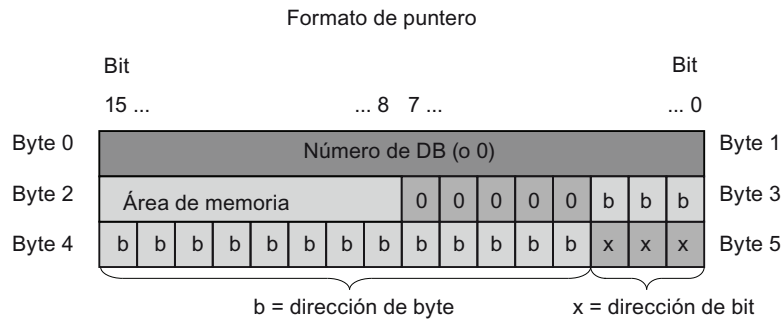 Formato de puntero
Bit Bit
15 ... ... 8 7 ... ... 0
Byte 0 Número de DB (o 0) Byte 1
Byte 2 Área de memoria 0 0 0 0 0 b b b Byte 3
Byte 4 b b b b b b b b b b b b b x x x Byte 5
b = dirección de byte x = dirección de bit